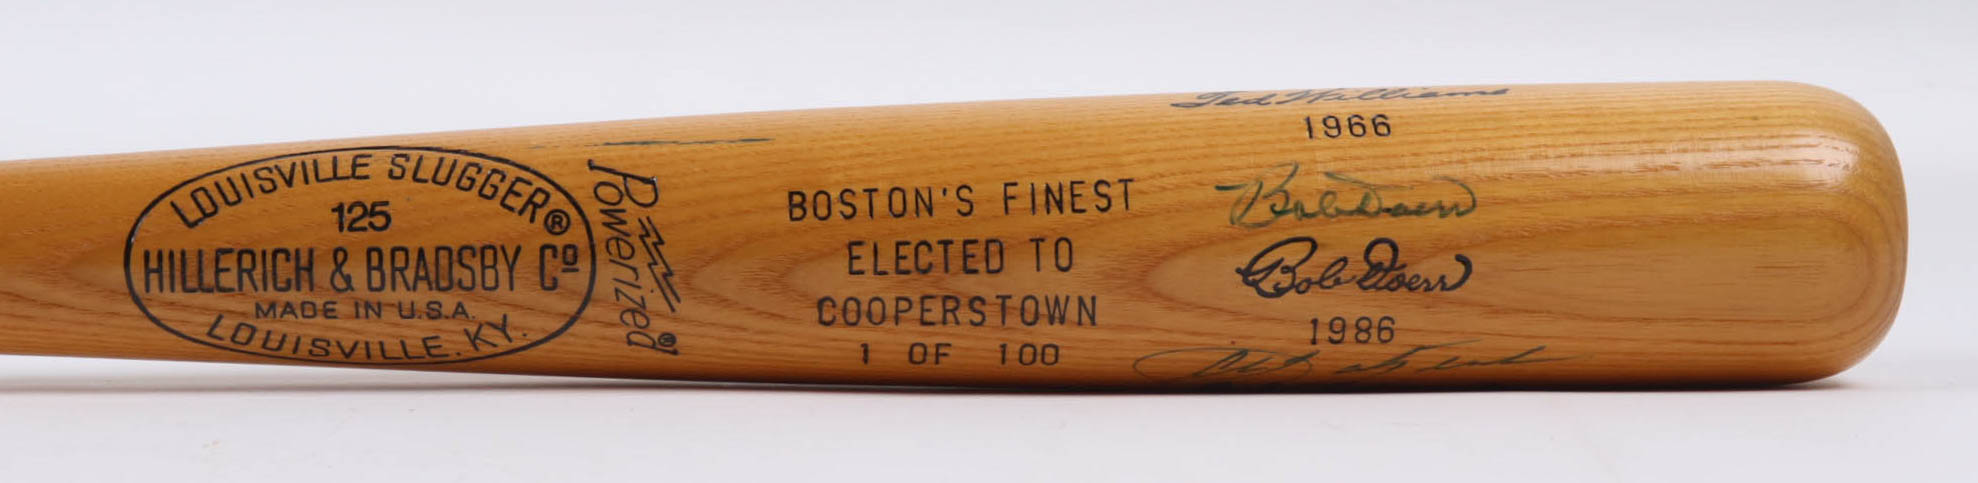 LOUISVILLE SLUGGER®
125
HILLERICH & BRADSBY Cº
MADE IN U.S.A.
LOUISVILLE, KY.
Powerized®
BOSTON'S FINEST
ELECTED TO
COOPERSTOWN
1 OF 100
Ted Williams
1966
Bob Doerr
Bob Doerr
1986